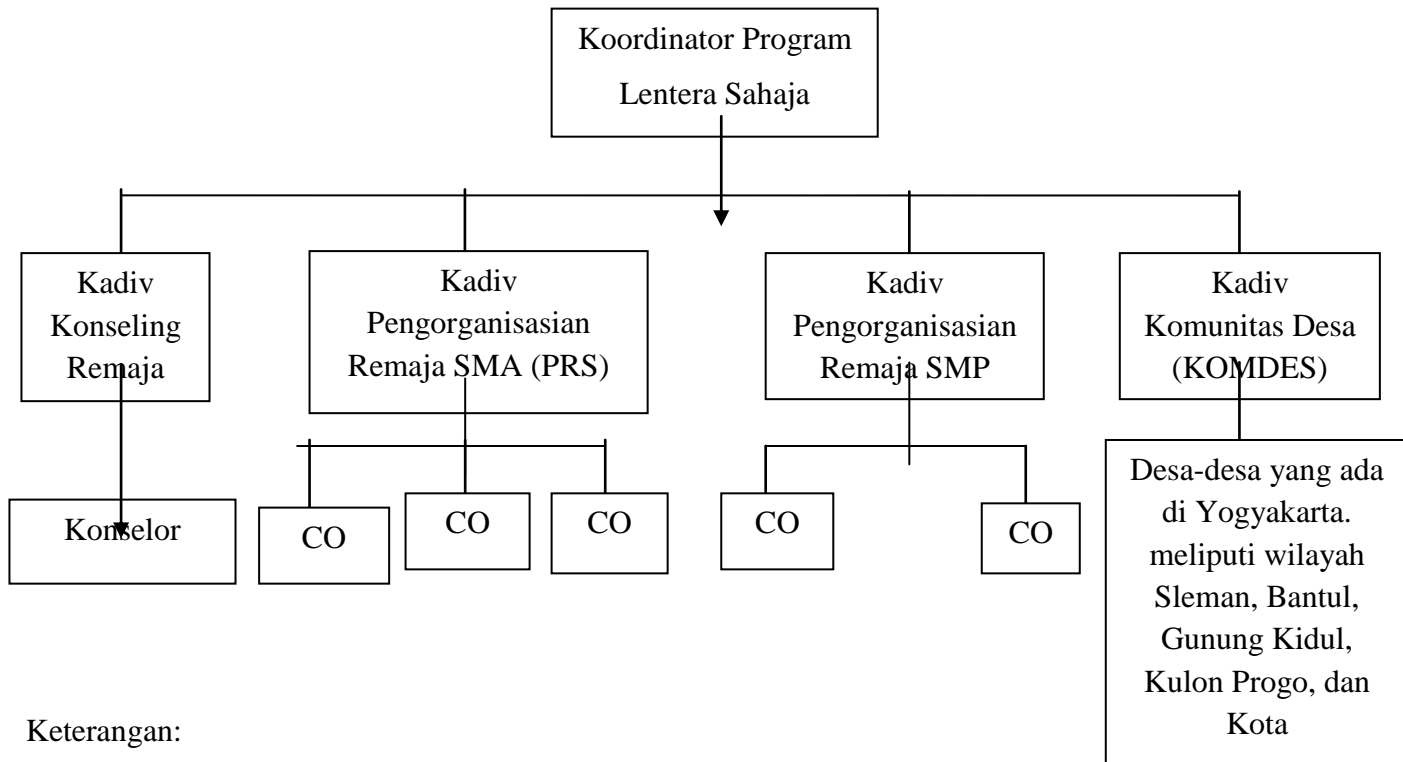 Koordinator Program
Lentera Sahaja
Kadiv
Konseling
Remaja
Kadiv
Pengorganisasian
Remaja SMA (PRS)
Kadiv
Pengorganisasian
Remaja SMP
Kadiv
Komunitas Desa
(KOMDES)
Konselor
CO
CO
CO
CO
CO
Desa-desa yang ada
di Yogyakarta.
meliputi wilayah
Sleman, Bantul,
Gunung Kidul,
Kulon Progo, dan
Kota
Keterangan: